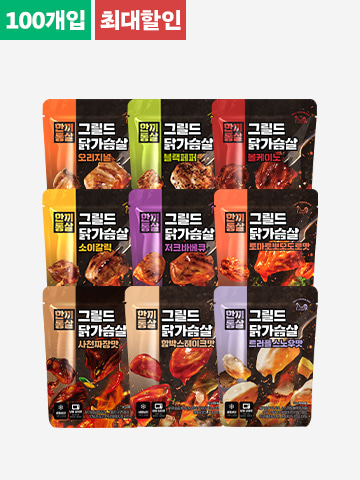 100개입 최대할인
한끼통살
그릴드
닭가슴살
오리지널
한끼통살
그릴드
닭가슴살
블랙페퍼
한끼통살
그릴드
닭가슴살
볼케이노
한끼통살
그릴드
닭가슴살
소이갈릭
한끼통살
그릴드
닭가슴살
저크바베큐
한끼통살
그릴드
닭가슴살
한끼통살
그릴드
닭가슴살
사천짜장맛
한끼통살
그릴드
닭가슴살
함박스테이크맛
한끼통살
그릴드
닭가슴살
트러플 스노우맛